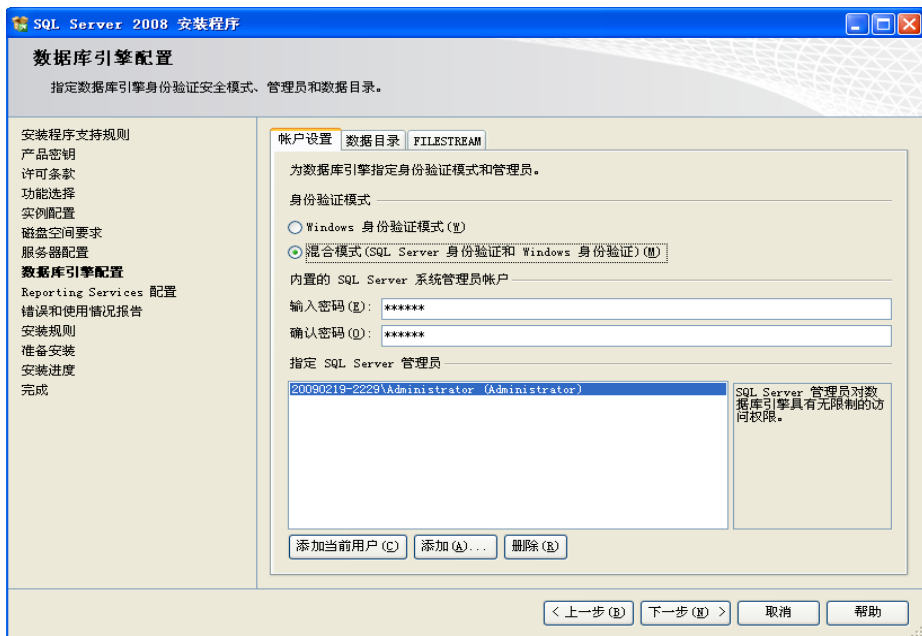 SQL Server 2008 安装程序
数据库引擎配置
指定数据库引擎身份验证安全模式、管理员和数据目录。
安装程序支持规则
产品密钥
许可条款
功能选择
实例配置
磁盘空间要求
服务器配置
数据库引擎配置
Reporting Services 配置
错误和使用情况报告
安装规则
准备安装
安装进度
完成
帐户设置 数据目录 FILESTREAM
为数据库引擎指定身份验证模式和管理员。
身份验证模式
Windows 身份验证模式(W)
混合模式(SQL Server 身份验证和 Windows 身份验证)(M)
内置的 SQL Server 系统管理员帐户
输入密码(E): ******
确认密码(O): ******
指定 SQL Server 管理员
20090219-2229\Administrator (Administrator)
SQL Server 管理员对数
据库引擎具有无限制的访
问权限。
添加当前用户(C) 添加(A)... 删除(R)
< 上一步(B) 下一步(N) > 取消 帮助